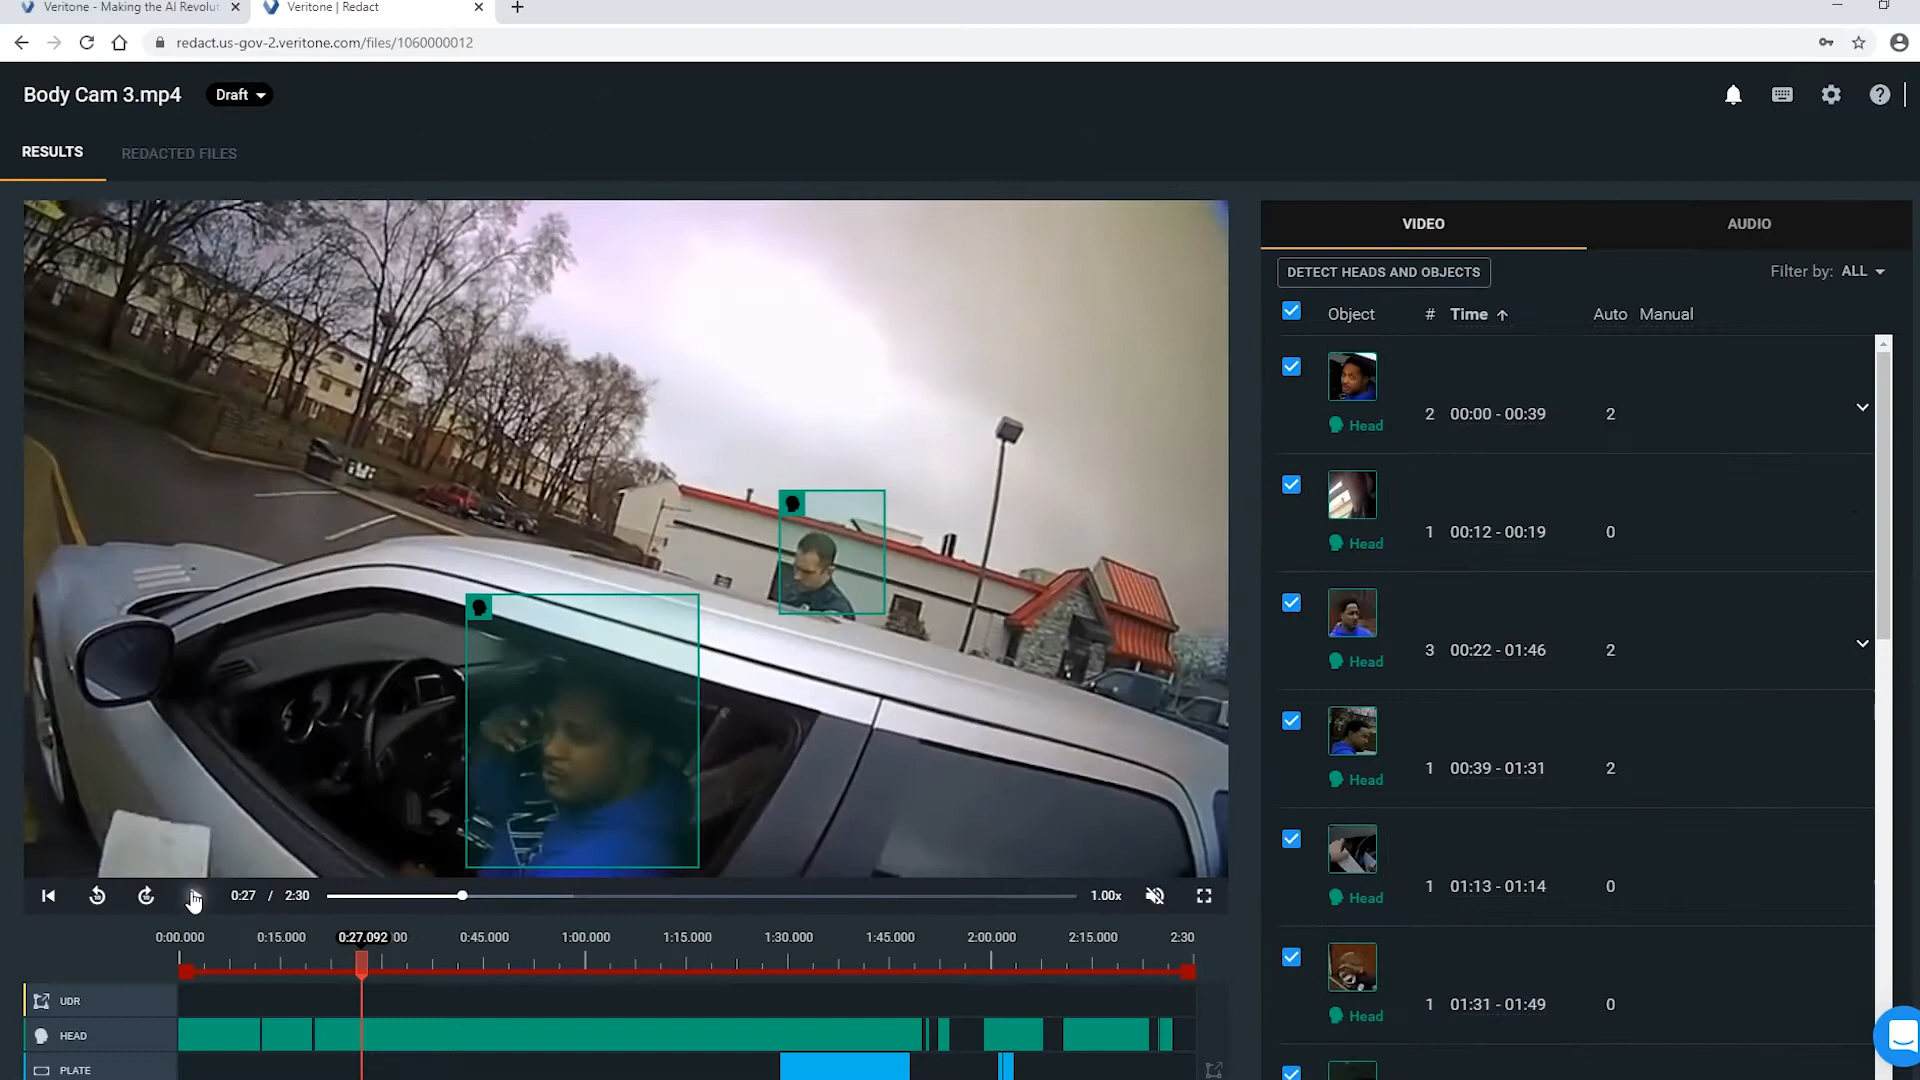 Veritone - Making the AI Revolut
Veritone | Redact
redact.us-gov-2.veritone.com/files/1060000012
Body Cam 3.mp4
Draft
RESULTS
REDACTED FILES
VIDEO
AUDIO
DETECT HEADS AND OBJECTS
Filter by: ALL
Object # Time Auto Manual
2 00:00 - 00:39 2
Head
1 00:12 - 00:19 0
Head
3 00:22 - 01:46 2
Head
1 00:39 - 01:31 2
Head
1 01:13 - 01:14 0
Head
1 01:31 - 01:49 0
Head
0:27 / 2:30
1.00x
0:00.000 0:15.000 0:27.092 00 0:45.000 1:00.000 1:15.000 1:30.000 1:45.000 2:00.000 2:15.000 2:30
UDR
HEAD
PLATE